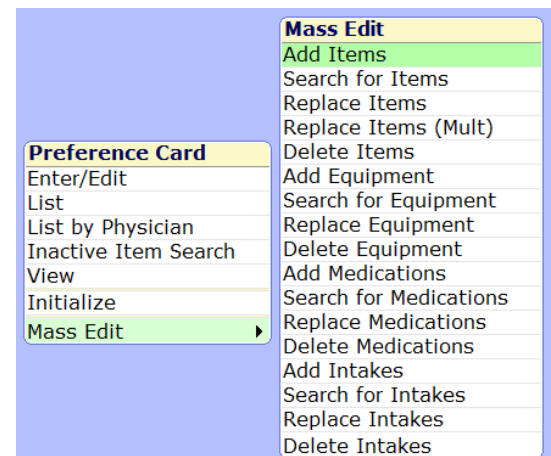 Preference Card
Enter/Edit
List
List by Physician
Inactive Item Search
View
Initialize
Mass Edit
Mass Edit
Add Items
Search for Items
Replace Items
Replace Items (Mult)
Delete Items
Add Equipment
Search for Equipment
Replace Equipment
Delete Equipment
Add Medications
Search for Medications
Replace Medications
Delete Medications
Add Intakes
Search for Intakes
Replace Intakes
Delete Intakes